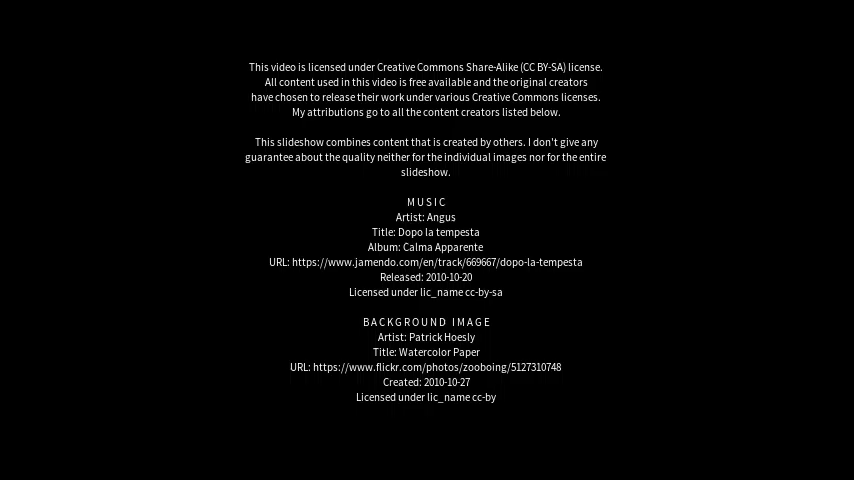 This video is licensed under Creative Commons Share-Alike (CC BY-SA) license.
All content used in this video is free available and the original creators
have chosen to release their work under various Creative Commons licenses.
My attributions go to all the content creators listed below.
This slideshow combines content that is created by others. I don't give any
guarantee about the quality neither for the individual images nor for the entire
slideshow.
MUSIC
Artist: Angus
Title: Dopo la tempesta
Album: Calma Apparente
URL: https://www.jamendo.com/en/track/669667/dopo-la-tempesta
Released: 2010-10-20
Licensed under lic_name cc-by-sa
BACKGROUND IMAGE
Artist: Patrick Hoesly
Title: Watercolor Paper
URL: https://www.flickr.com/photos/zooboing/5127310748
Created: 2010-10-27
Licensed under lic_name cc-by